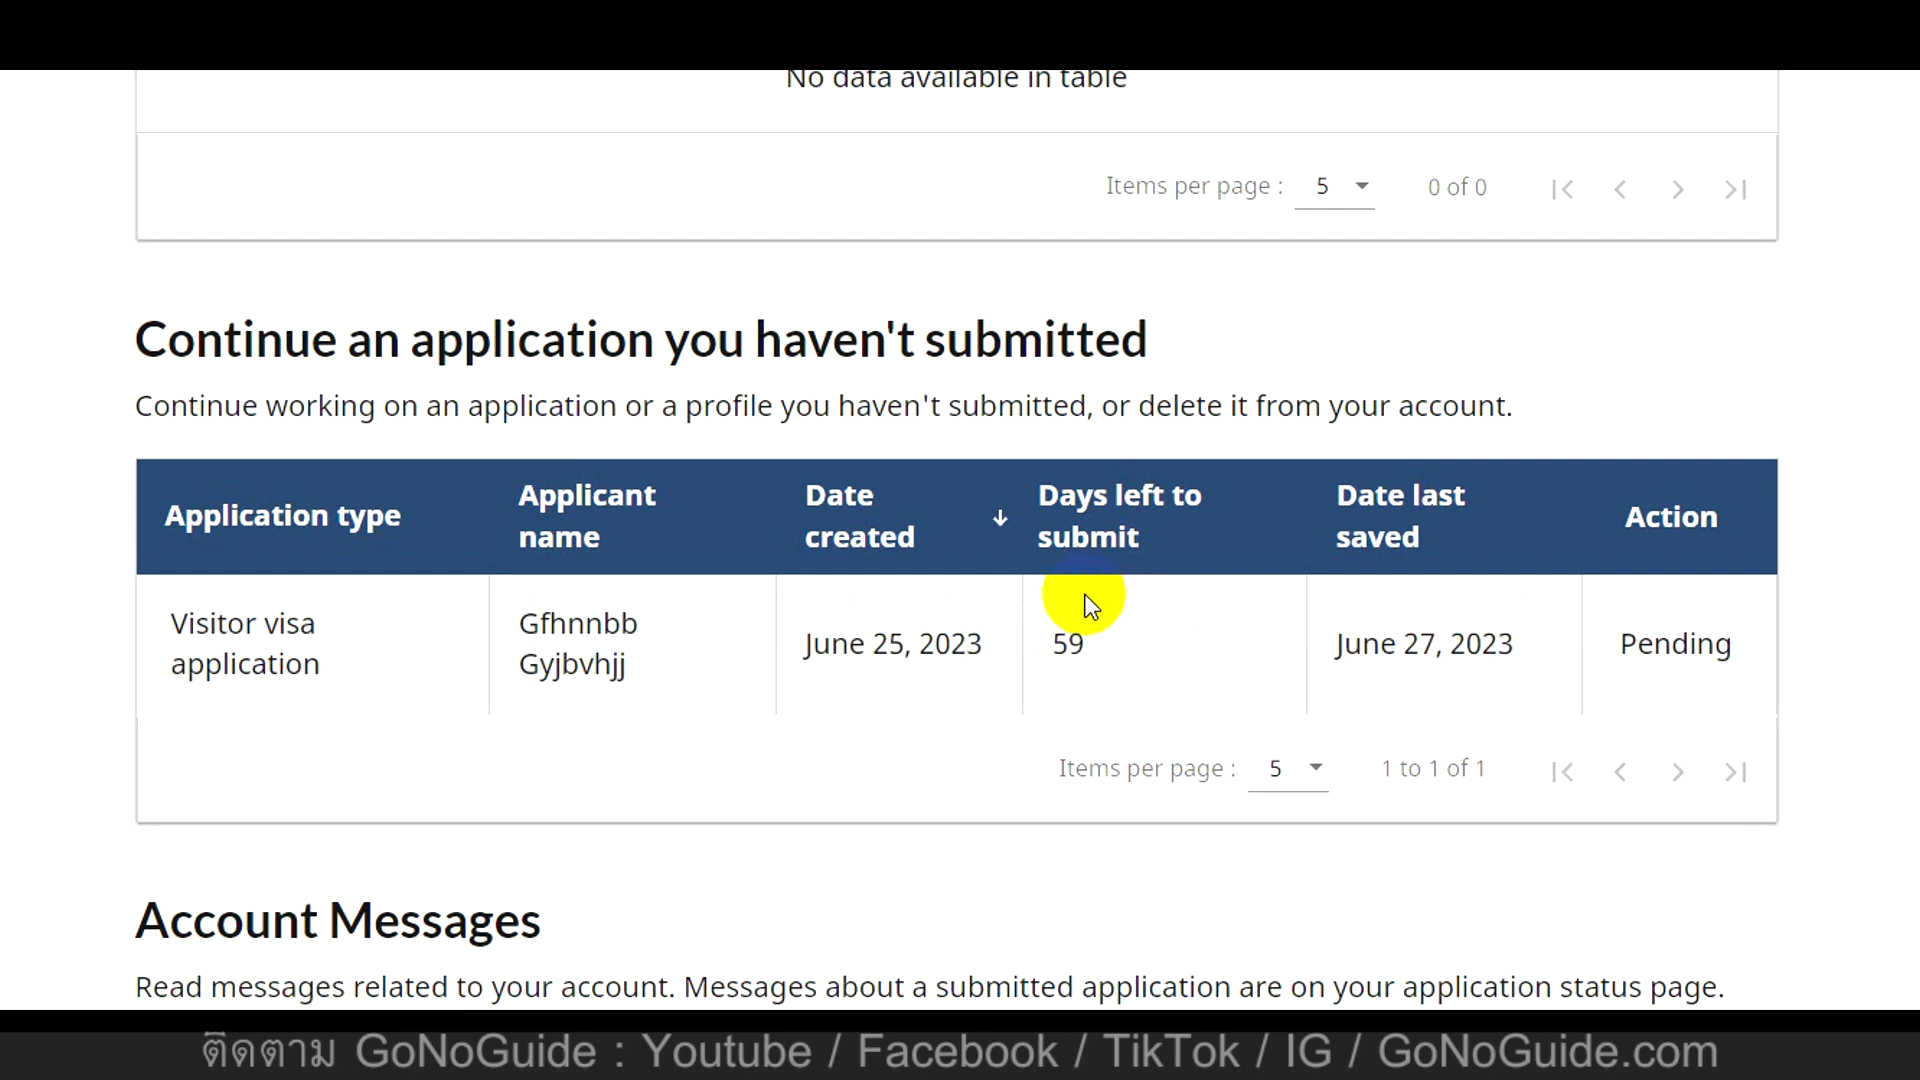 No data available in table
Items per page : 5 0 of 0
Continue an application you haven't submitted
Continue working on an application or a profile you haven't submitted, or delete it from your account.
Application type
Applicant name
Date created
Days left to submit
Date last saved
Action
Visitor visa application
Gfhnnbb Gyjbvhjj
June 25, 2023
59
June 27, 2023
Pending
Items per page : 5 1 to 1 of 1
Account Messages
Read messages related to your account. Messages about a submitted application are on your application status page.
ติดตาม GoNoGuide : Youtube / Facebook / TikTok / IG / GoNoGuide.com